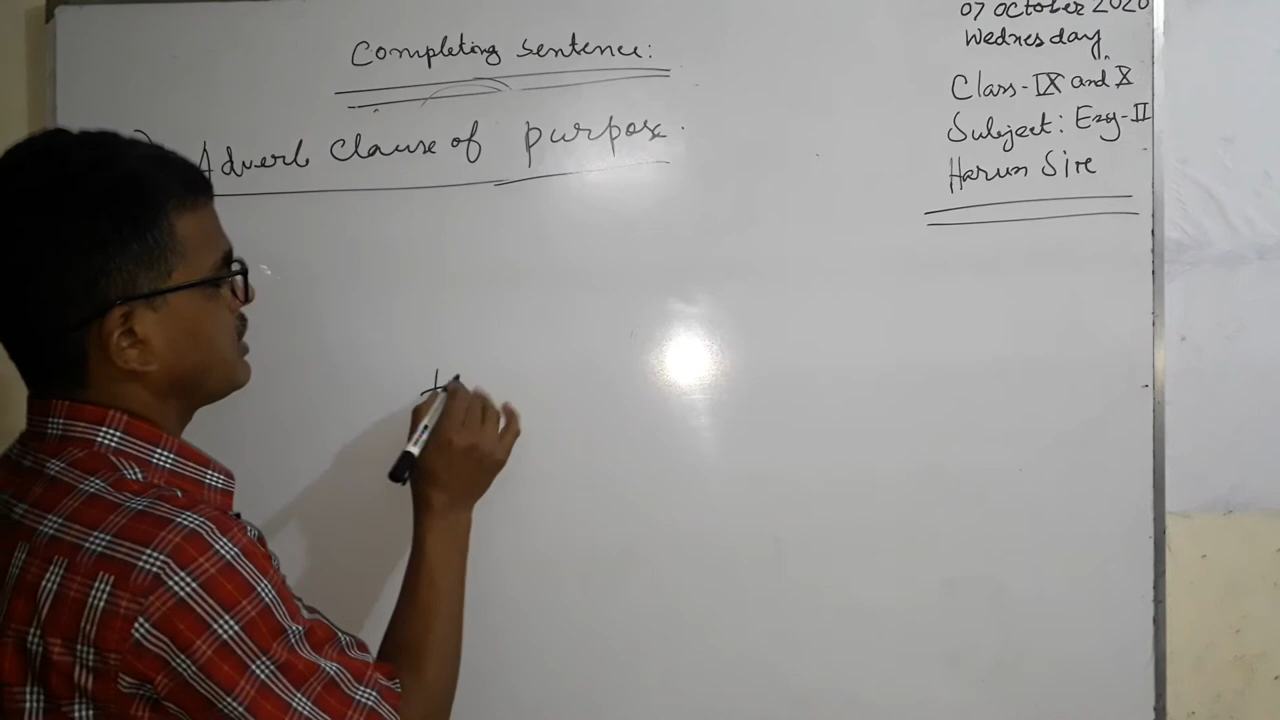 Completing sentence:
Adverb Clause of purpose.
07 October 2020
Wednesday
Class-IX and X
Subject: Eng-II
Harun Sir